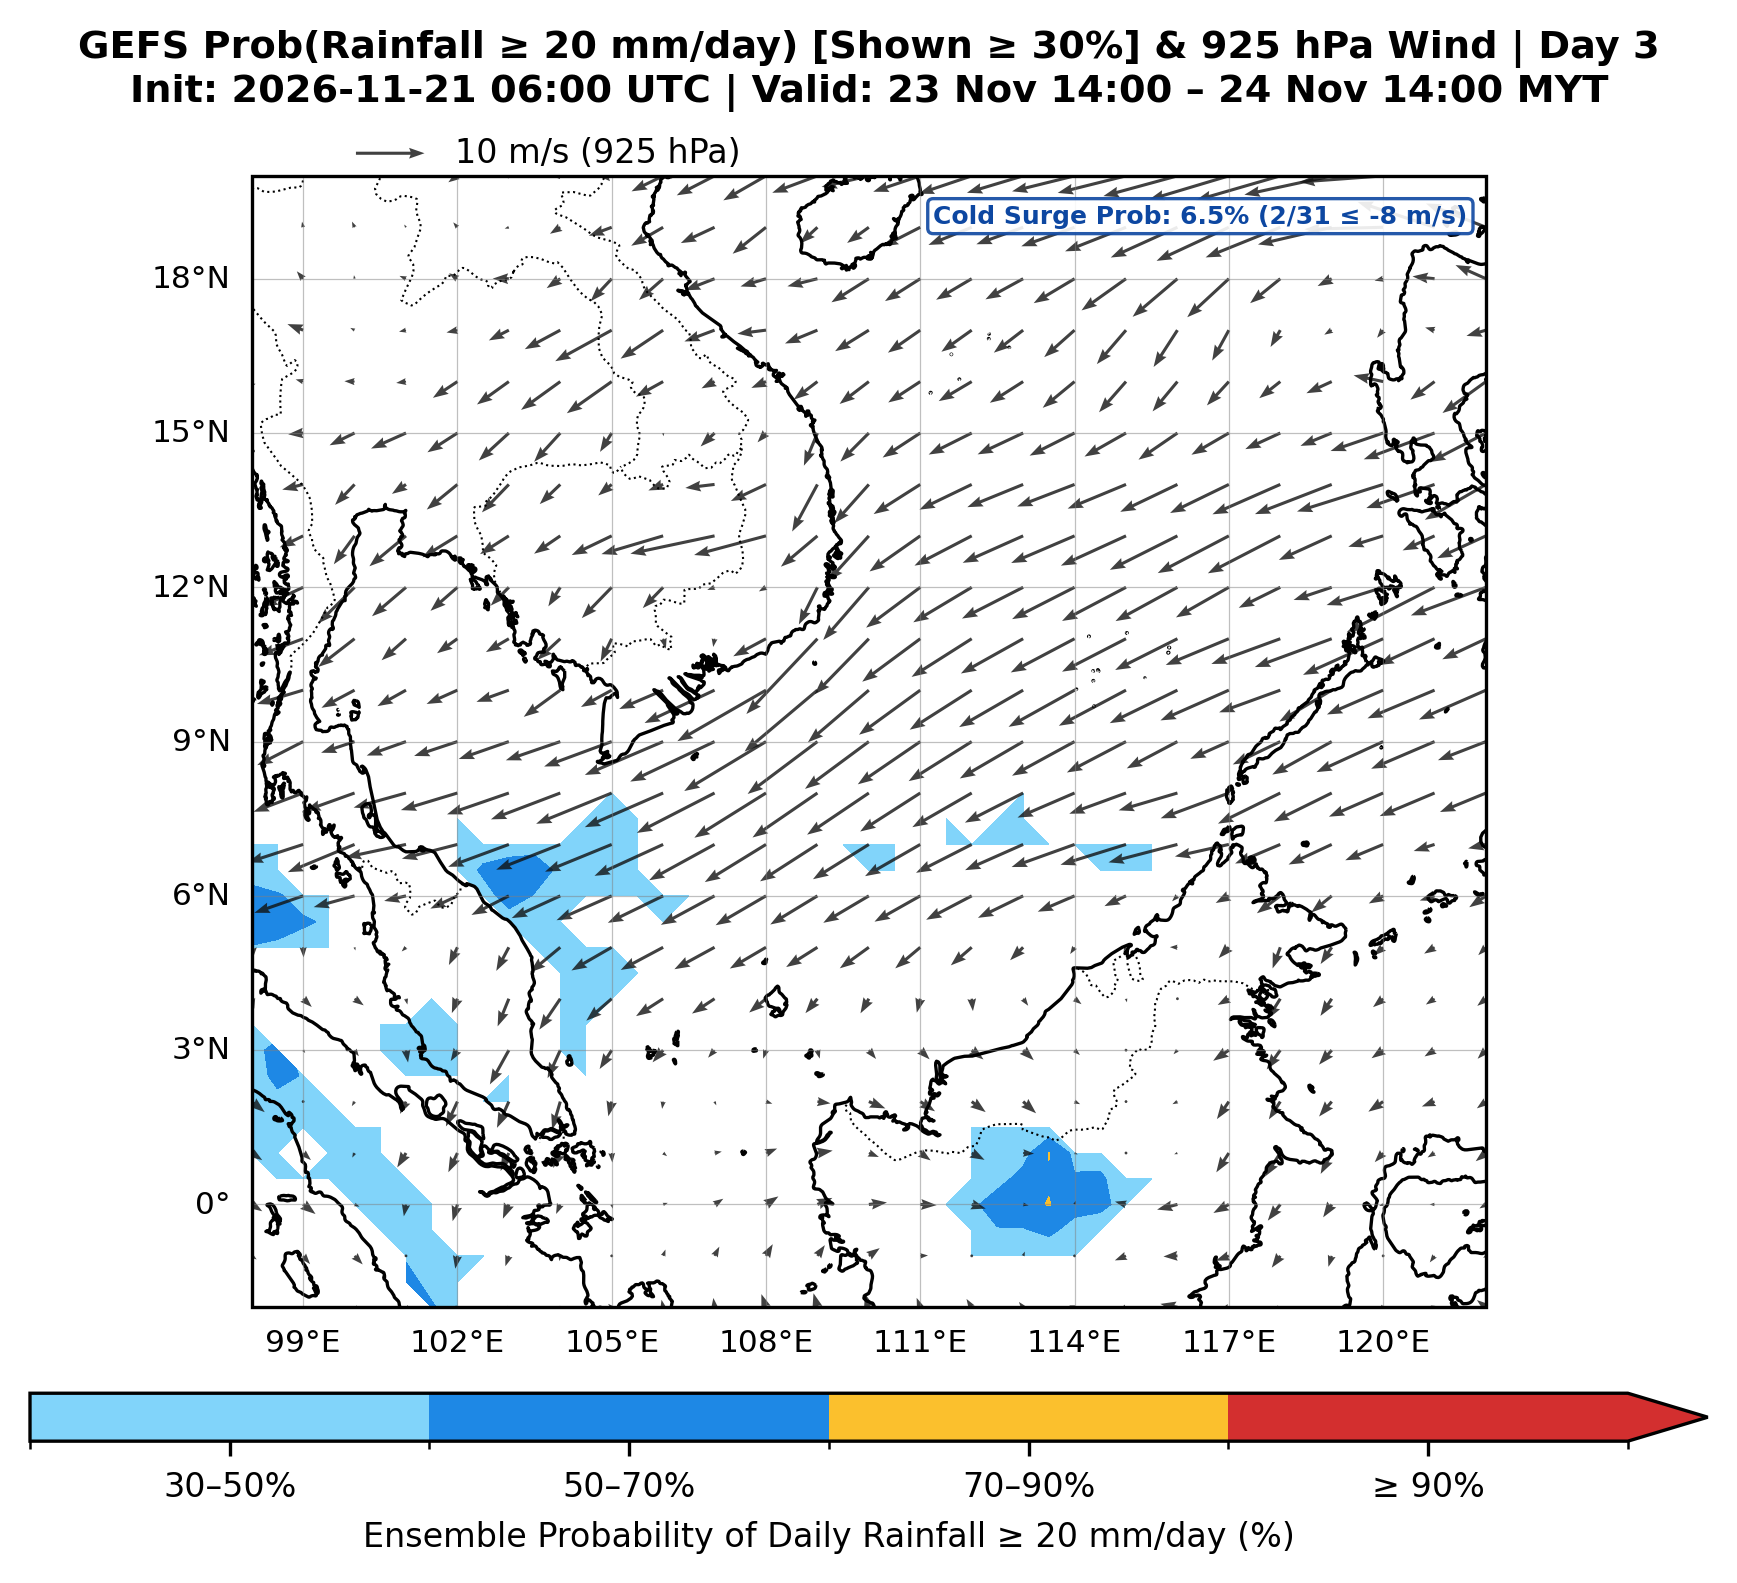 GEFS Prob(Rainfall ≥ 20 mm/day) [Shown ≥ 30%] & 925 hPa Wind | Day 3
Init: 2026-11-21 06:00 UTC | Valid: 23 Nov 14:00 – 24 Nov 14:00 MYT
10 m/s (925 hPa)
Cold Surge Prob: 6.5% (2/31 ≤ -8 m/s)
18°N
15°N
12°N
9°N
6°N
3°N
0°
99°E 102°E 105°E 108°E 111°E 114°E 117°E 120°E
30–50% 50–70% 70–90% ≥ 90%
Ensemble Probability of Daily Rainfall ≥ 20 mm/day (%)